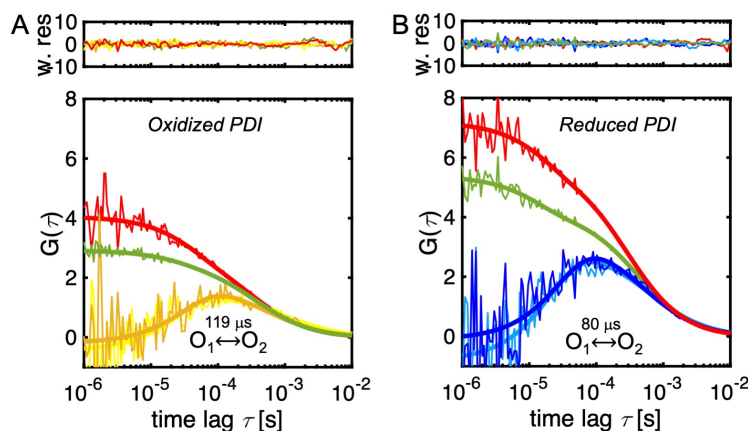 A
w. res
10
0
10
Oxidized PDI
G(τ)
8
6
4
2
0
119 μs
O₁↔O₂
10⁻⁶ 10⁻⁵ 10⁻⁴ 10⁻³ 10⁻²
time lag τ [s]
B
w. res
10
0
10
Reduced PDI
G(τ)
8
6
4
2
0
80 μs
O₁↔O₂
10⁻⁶ 10⁻⁵ 10⁻⁴ 10⁻³ 10⁻²
time lag τ [s]